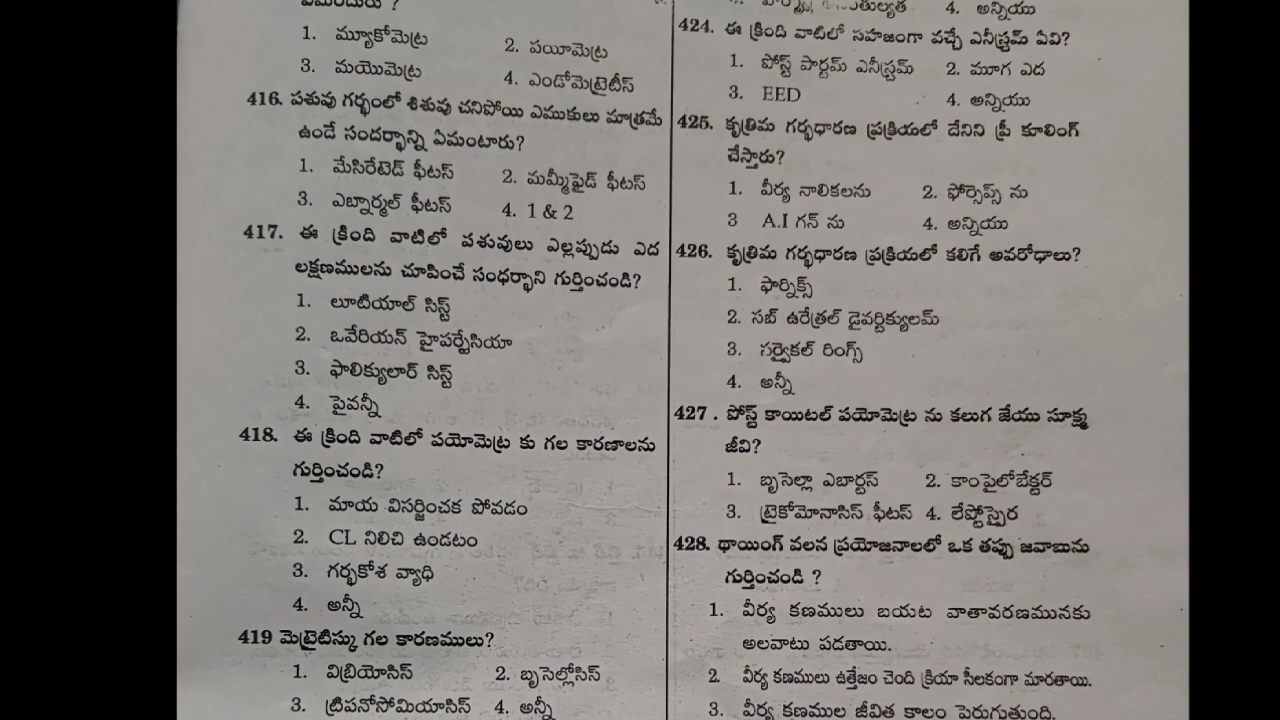 ఏమందురు ?
1. మ్యూకోమెట్ర 2. పయోమెట్ర
3. మయొమెట్ర 4. ఎండోమెట్రైటీస్
416. పశువు గర్భంలో శిశువు చనిపోయి ఎముకులు మాత్రమే
ఉండే సందర్భాన్ని ఏమంటారు?
1. మేసిరేటెడ్ ఫీటస్ 2. మమ్మీఫైడ్ ఫీటస్
3. ఎబ్నార్మల్ ఫీటస్ 4. 1 & 2
417. ఈ క్రింది వాటిలో పశువులు ఎల్లప్పుడు ఎద
లక్షణములను చూపించే సంధర్భాని గుర్తించండి?
1. లూటియాల్ సిస్ట్
2. ఒవేరియన్ హైపర్ప్లేసియా
3. ఫాలిక్యులార్ సిస్ట్
4. పైవన్నీ
418. ఈ క్రింది వాటిలో పయోమెట్ర కు గల కారణాలను
గుర్తించండి?
1. మాయ విసర్జించక పోవడం
2. CL నిలిచి ఉండటం
3. గర్భకోశ వ్యాధి
4. అన్నీ
419 మెట్రైటిస్కు గల కారణములు?
1. విబ్రియోసిస్ 2. బృసెల్లోసిస్
3. ట్రిపనోసోమియాసిస్ 4. అన్నీ
4. అన్నియు
424. ఈ క్రింది వాటిలో సహజంగా వచ్చే ఎనీస్ట్రమ్ ఏవి?
1. పోస్ట్ పార్టమ్ ఎనీస్ట్రమ్ 2. మూగ ఎద
3. EED 4. అన్నియు
425. కృత్రిమ గర్భధారణ ప్రక్రియలో దేనిని ప్రీ కూలింగ్
చేస్తారు?
1. వీర్య నాలికలను 2. ఫోర్సెప్స్ ను
3 A.I గన్ ను 4. అన్నియు
426. కృత్రిమ గర్భధారణ ప్రక్రియలో కలిగే అవరోధాలు?
1. ఫార్నిక్స్
2. సబ్ ఉరేత్రల్ డైవర్టిక్యులమ్
3. సర్వైకల్ రింగ్స్
4. అన్నీ
427 . పోస్ట్ కాయిటల్ పయోమెట్ర ను కలుగ జేయు సూక్ష్మ
జీవి?
1. బృసెల్లా ఎబార్టస్ 2. కాంపైలోబేక్టర్
3. ట్రైకోమోనాసిస్ ఫీటస్ 4. లేప్టోస్పైర
428. థాయింగ్ వలన ప్రయోజనాలలో ఒక తప్పు జవాబును
గుర్తించండి ?
1. వీర్య కణములు బయట వాతావరణమునకు
అలవాటు పడతాయి.
2. వీర్య కణములు ఉత్తేజం చెంది క్రియా సీలకంగా మారతాయి.
3. వీర్య కణముల జీవిత కాలం పెరుగుతుంది.